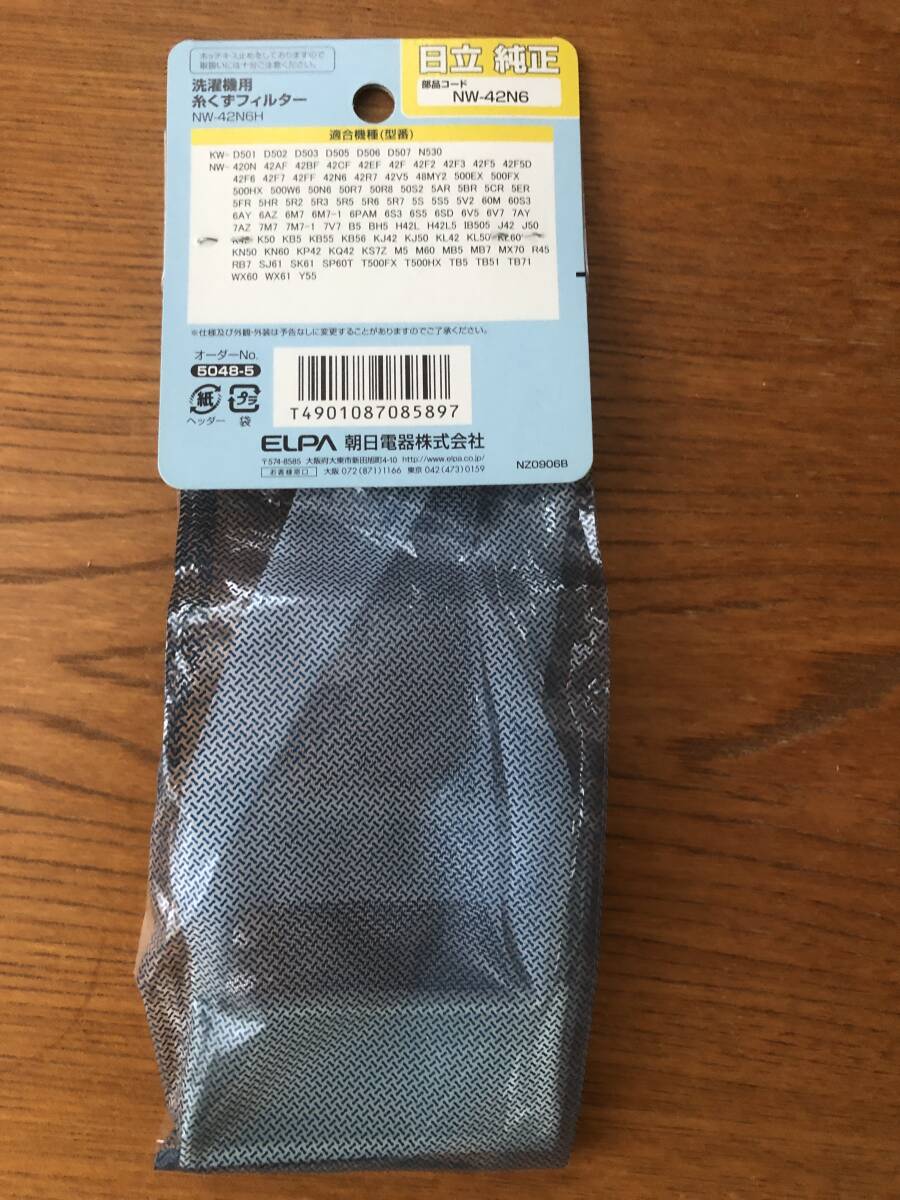 ホッチキス止めをしておりますので
取扱いには十分ご注意ください。
洗濯機用
糸くずフィルター
NW-42N6H
日立 純正
部品コード
NW-42N6
適合機種(型番)
KW- D501 D502 D503 D505 D506 D507 N530
NW- 420N 42AF 42BF 42CF 42EF 42F 42F2 42F3 42F5 42F5D
42F6 42F7 42FF 42N6 42R7 42V5 48MY2 500EX 500FX
500HX 500W6 50N6 50R7 50R8 50S2 5AR 5BR 5CR 5ER
5FR 5HR 5R2 5R3 5R5 5R6 5R7 5S 5S5 5V2 60M 60S3
6AY 6AZ 6M7 6M7-1 6PAM 6S3 6S5 6SD 6V5 6V7 7AY
7AZ 7M7 7M7-1 7V7 B5 BH5 H42L H42L5 IB505 J42 J50
K42 K50 KB5 KB55 KB56 KJ42 KJ50 KL42 KL50 KL60
KN50 KN60 KP42 KQ42 KS7Z M5 M60 MB5 MB7 MX70 R45
RB7 SJ61 SK61 SP60T T500FX T500HX TB5 TB51 TB71
WX60 WX61 Y55
※仕様及び外観・外装は予告なしに変更することがありますのでご了承ください。
オーダーNo.
5048-5
紙 プラ
ヘッダー 袋
T4901087085897
ELPA 朝日電器株式会社
〒574-8585 大阪府大東市新田旭町4-10 http://www.elpa.co.jp/
お客様窓口 大阪 072(871)1166 東京 042(473)0159
NZ0906B